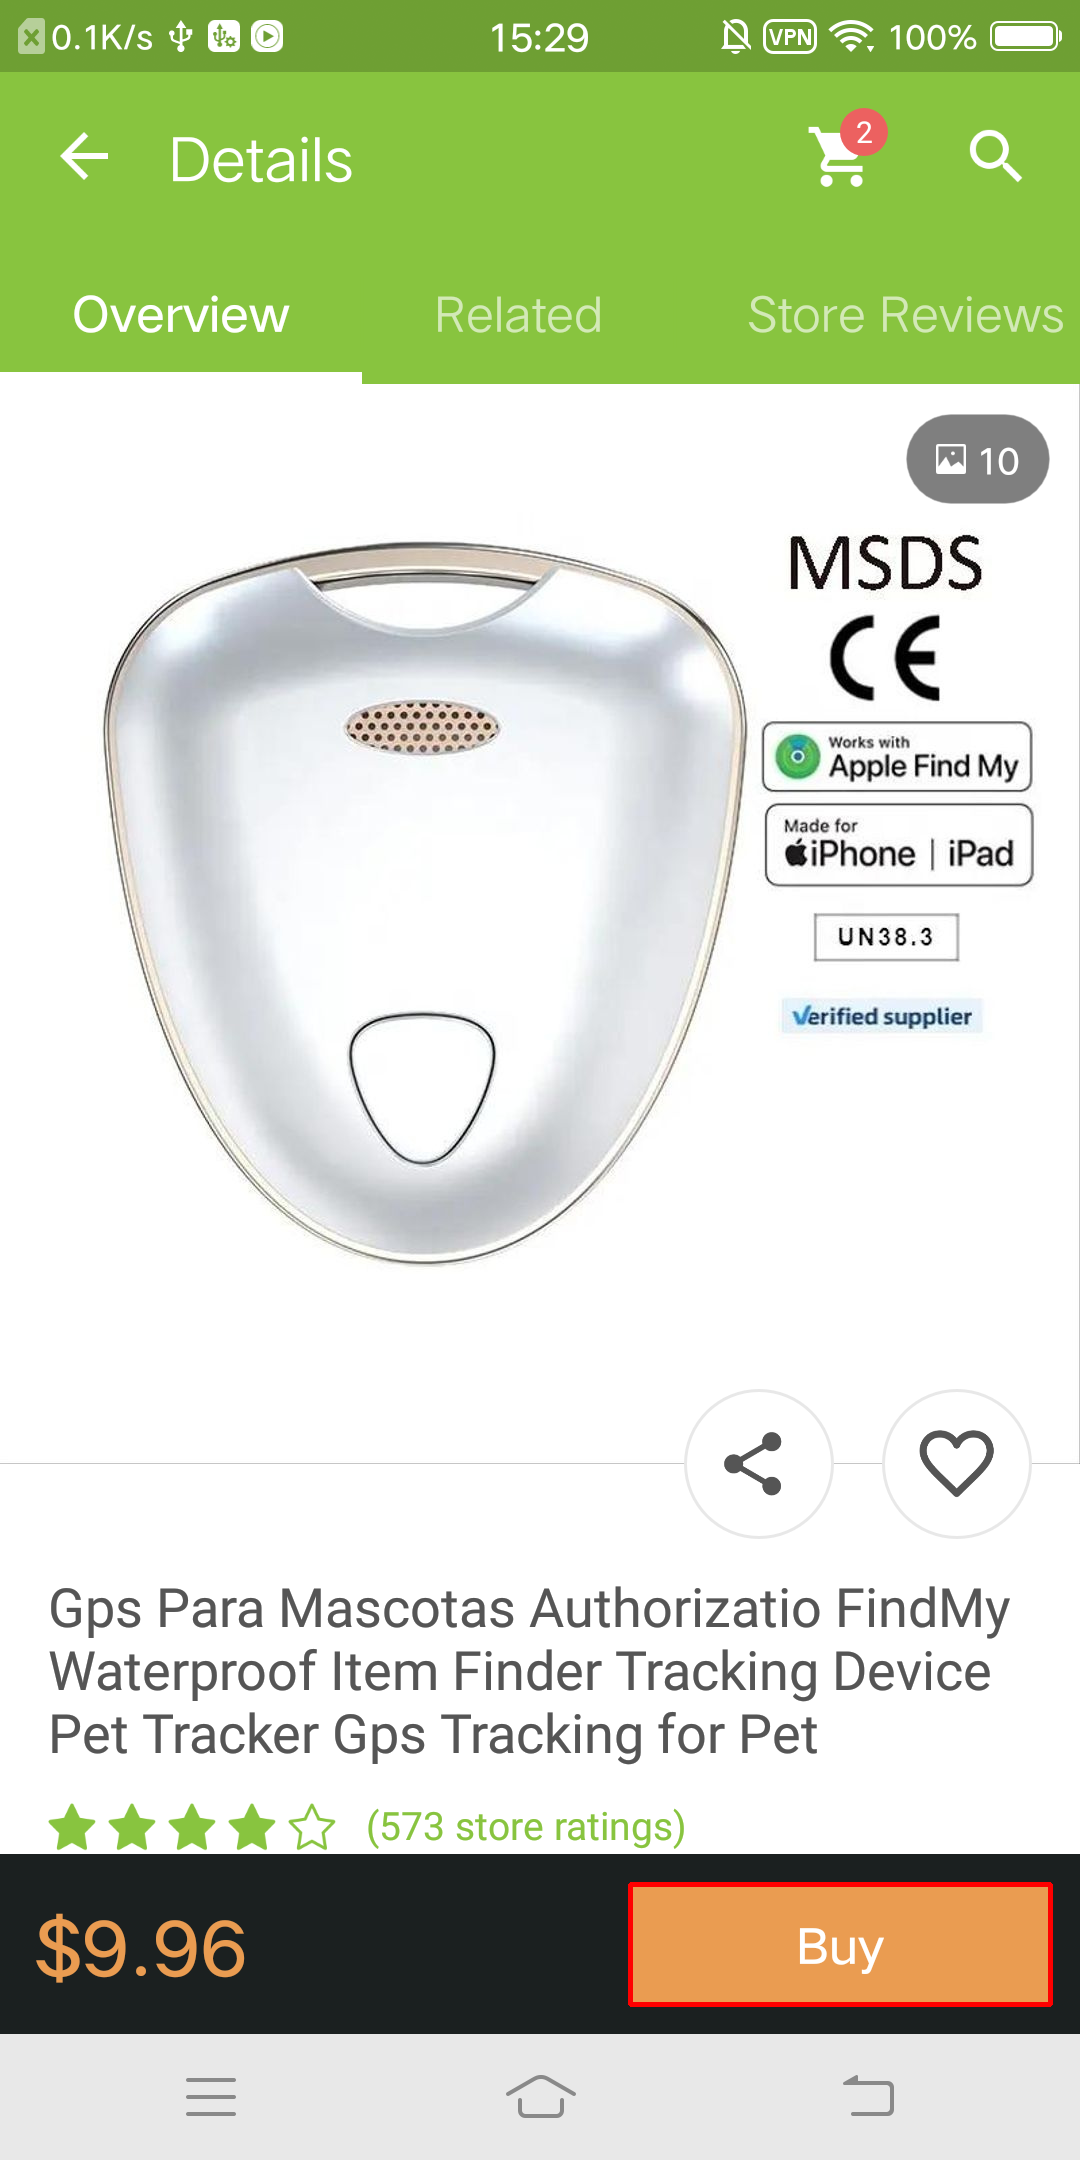 0.1K/s
15:29
VPN
100%
Details
2
Overview
Related
Store Reviews
10
MSDS
CE
Works with
Apple Find My
Made for
iPhone | iPad
UN38.3
Verified supplier
Gps Para Mascotas Authorizatio FindMy
Waterproof Item Finder Tracking Device
Pet Tracker Gps Tracking for Pet
(573 store ratings)
$9.96
Buy